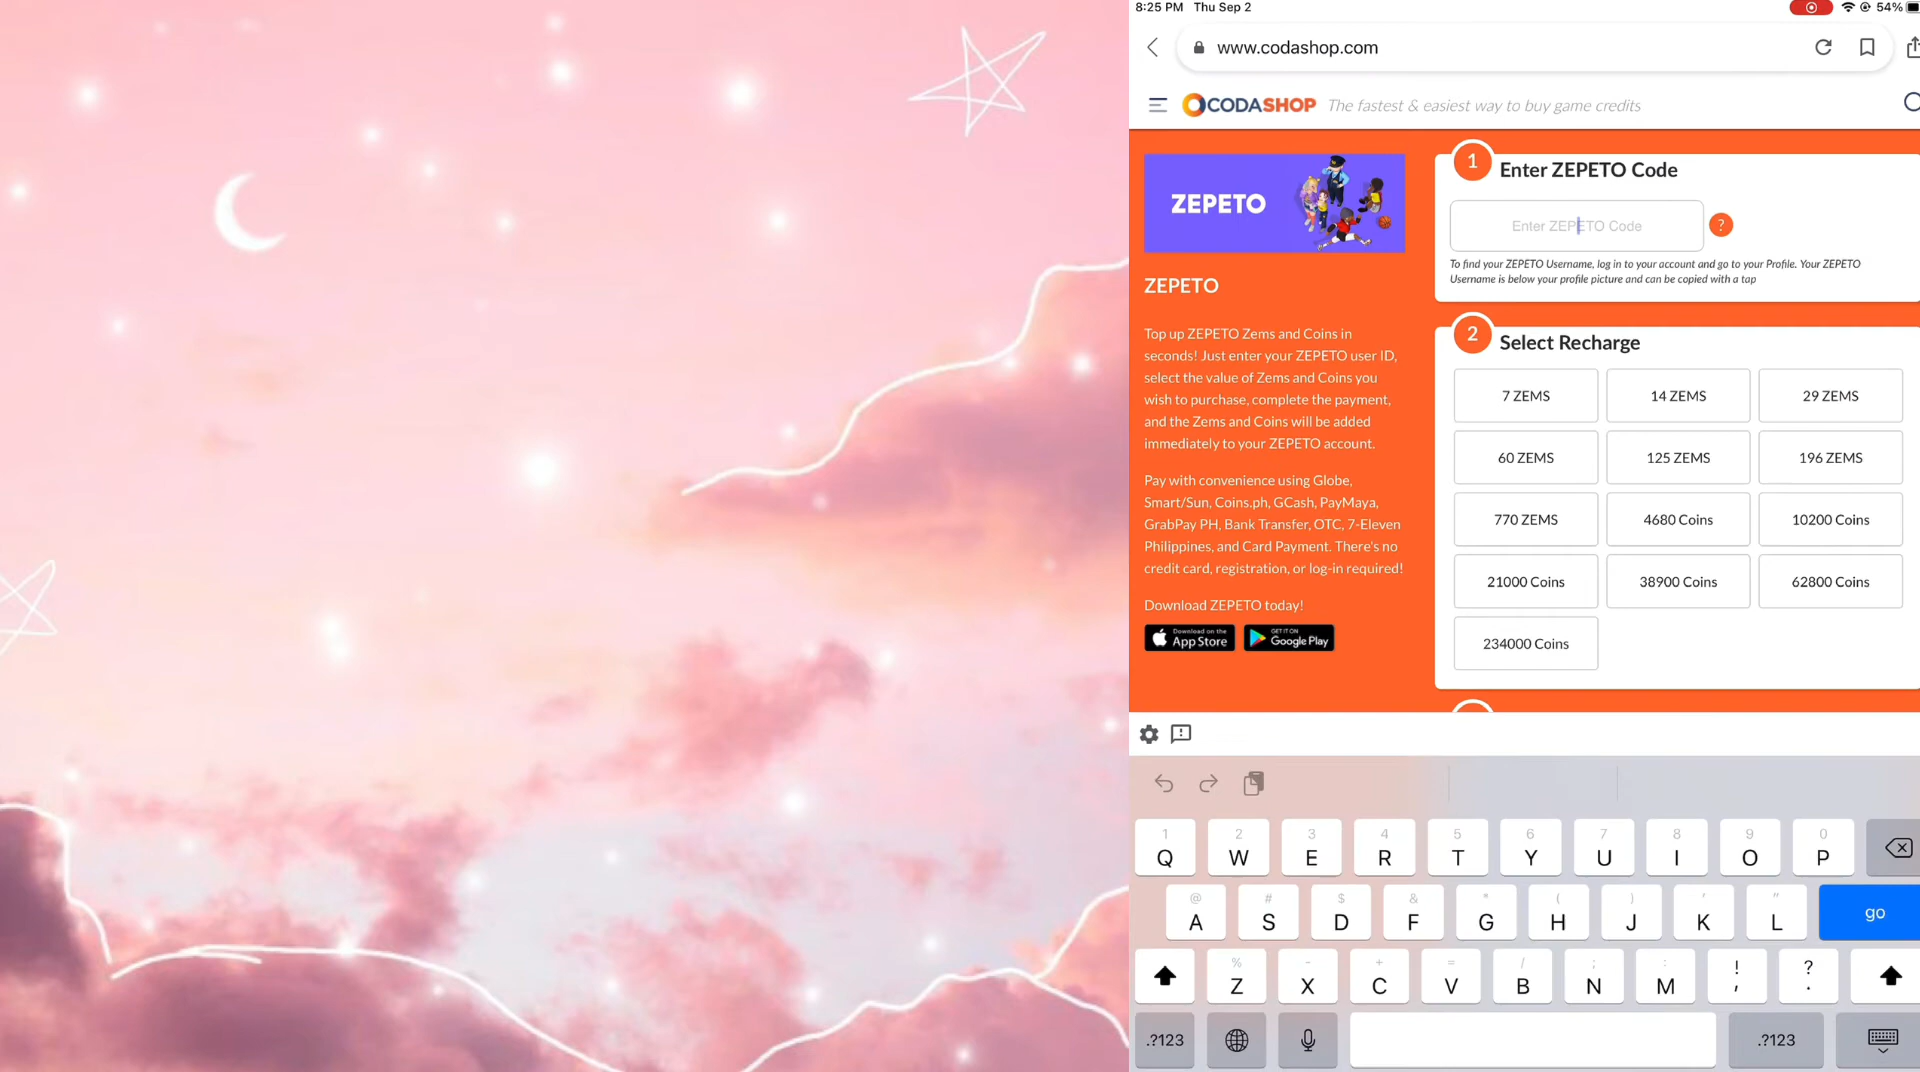 8:25 PM Thu Sep 2
54%
www.codashop.com
CODASHOP The fastest & easiest way to buy game credits
ZEPETO
ZEPETO
Top up ZEPETO Zems and Coins in
seconds! Just enter your ZEPETO user ID,
select the value of Zems and Coins you
wish to purchase, complete the payment,
and the Zems and Coins will be added
immediately to your ZEPETO account.
Pay with convenience using Globe,
Smart/Sun, Coins.ph, GCash, PayMaya,
GrabPay PH, Bank Transfer, OTC, 7-Eleven
Philippines, and Card Payment. There's no
credit card, registration, or log-in required!
Download ZEPETO today!
Download on the
App Store
GET IT ON
Google Play
1
Enter ZEPETO Code
Enter ZEPETO Code
?
To find your ZEPETO Username, log in to your account and go to your Profile. Your ZEPETO
Username is below your profile picture and can be copied with a tap
2
Select Recharge
7 ZEMS 14 ZEMS 29 ZEMS
60 ZEMS 125 ZEMS 196 ZEMS
770 ZEMS 4680 Coins 10200 Coins
21000 Coins 38900 Coins 62800 Coins
234000 Coins
1 2 3 4 5 6 7 8 9 0
Q W E R T Y U I O P
@ # $ & * ( ) ' "
A S D F G H J K L go
% - + = / ; : ! ?
Z X C V B N M , .
.?123 .?123